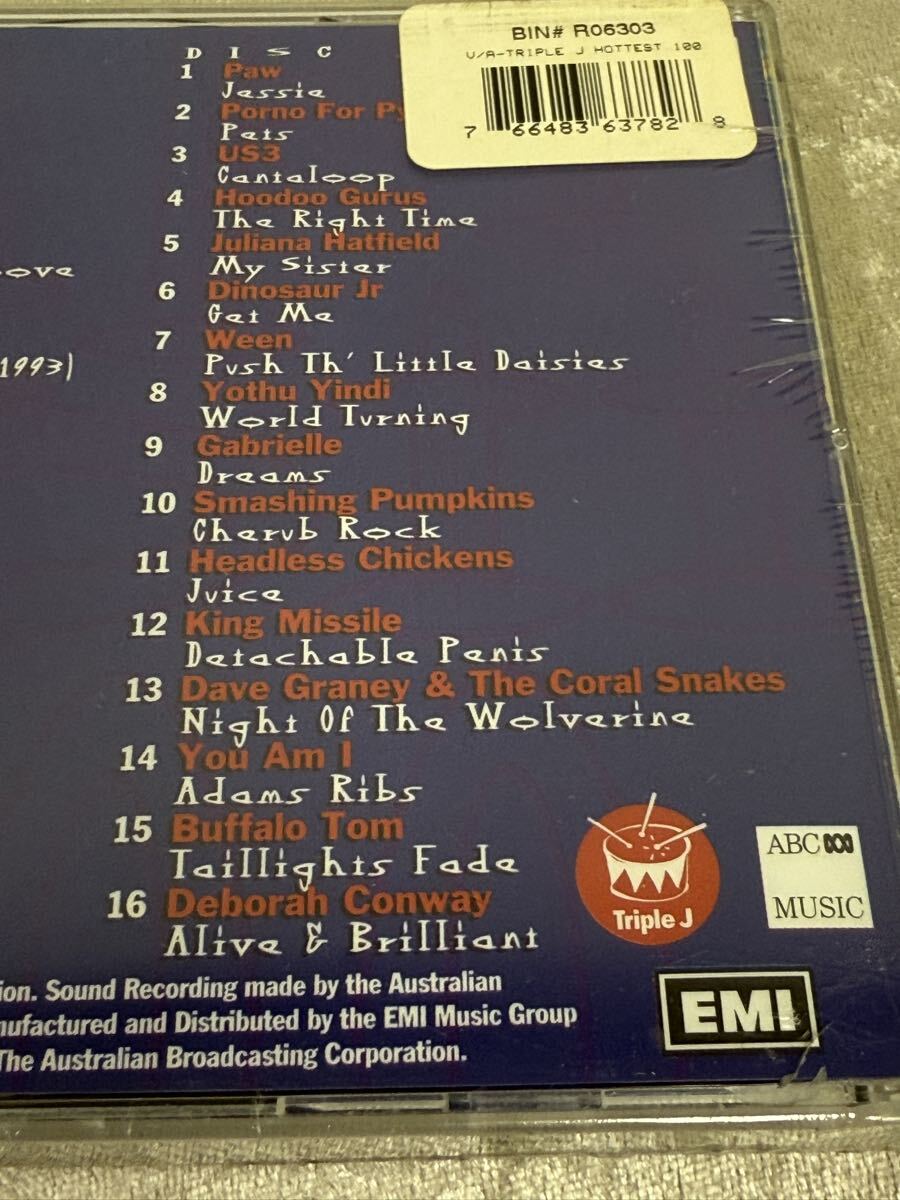 BIN# R06303
V/A-TRIPLE J HOTTEST 100
7 66483 63782 8
DISC
1 Paw
Jessie
2 Porno For Py
Pets
3 US3
Cantaloop
4 Hoodoo Gurus
The Right Time
5 Juliana Hatfield
My Sister
6 Dinosaur Jr
Get Me
7 Ween
Push Th' Little Daisies
8 Yothu Yindi
World Turning
9 Gabrielle
Dreams
10 Smashing Pumpkins
Cherub Rock
11 Headless Chickens
Juice
12 King Missile
Detachable Penis
13 Dave Graney & The Coral Snakes
Night Of The Wolverine
14 You Am I
Adams Ribs
15 Buffalo Tom
Taillights Fade
16 Deborah Conway
Alive & Brilliant
ove
1993)
Triple J
ABC
MUSIC
ion. Sound Recording made by the Australian
nufactured and Distributed by the EMI Music Group
The Australian Broadcasting Corporation.
EMI